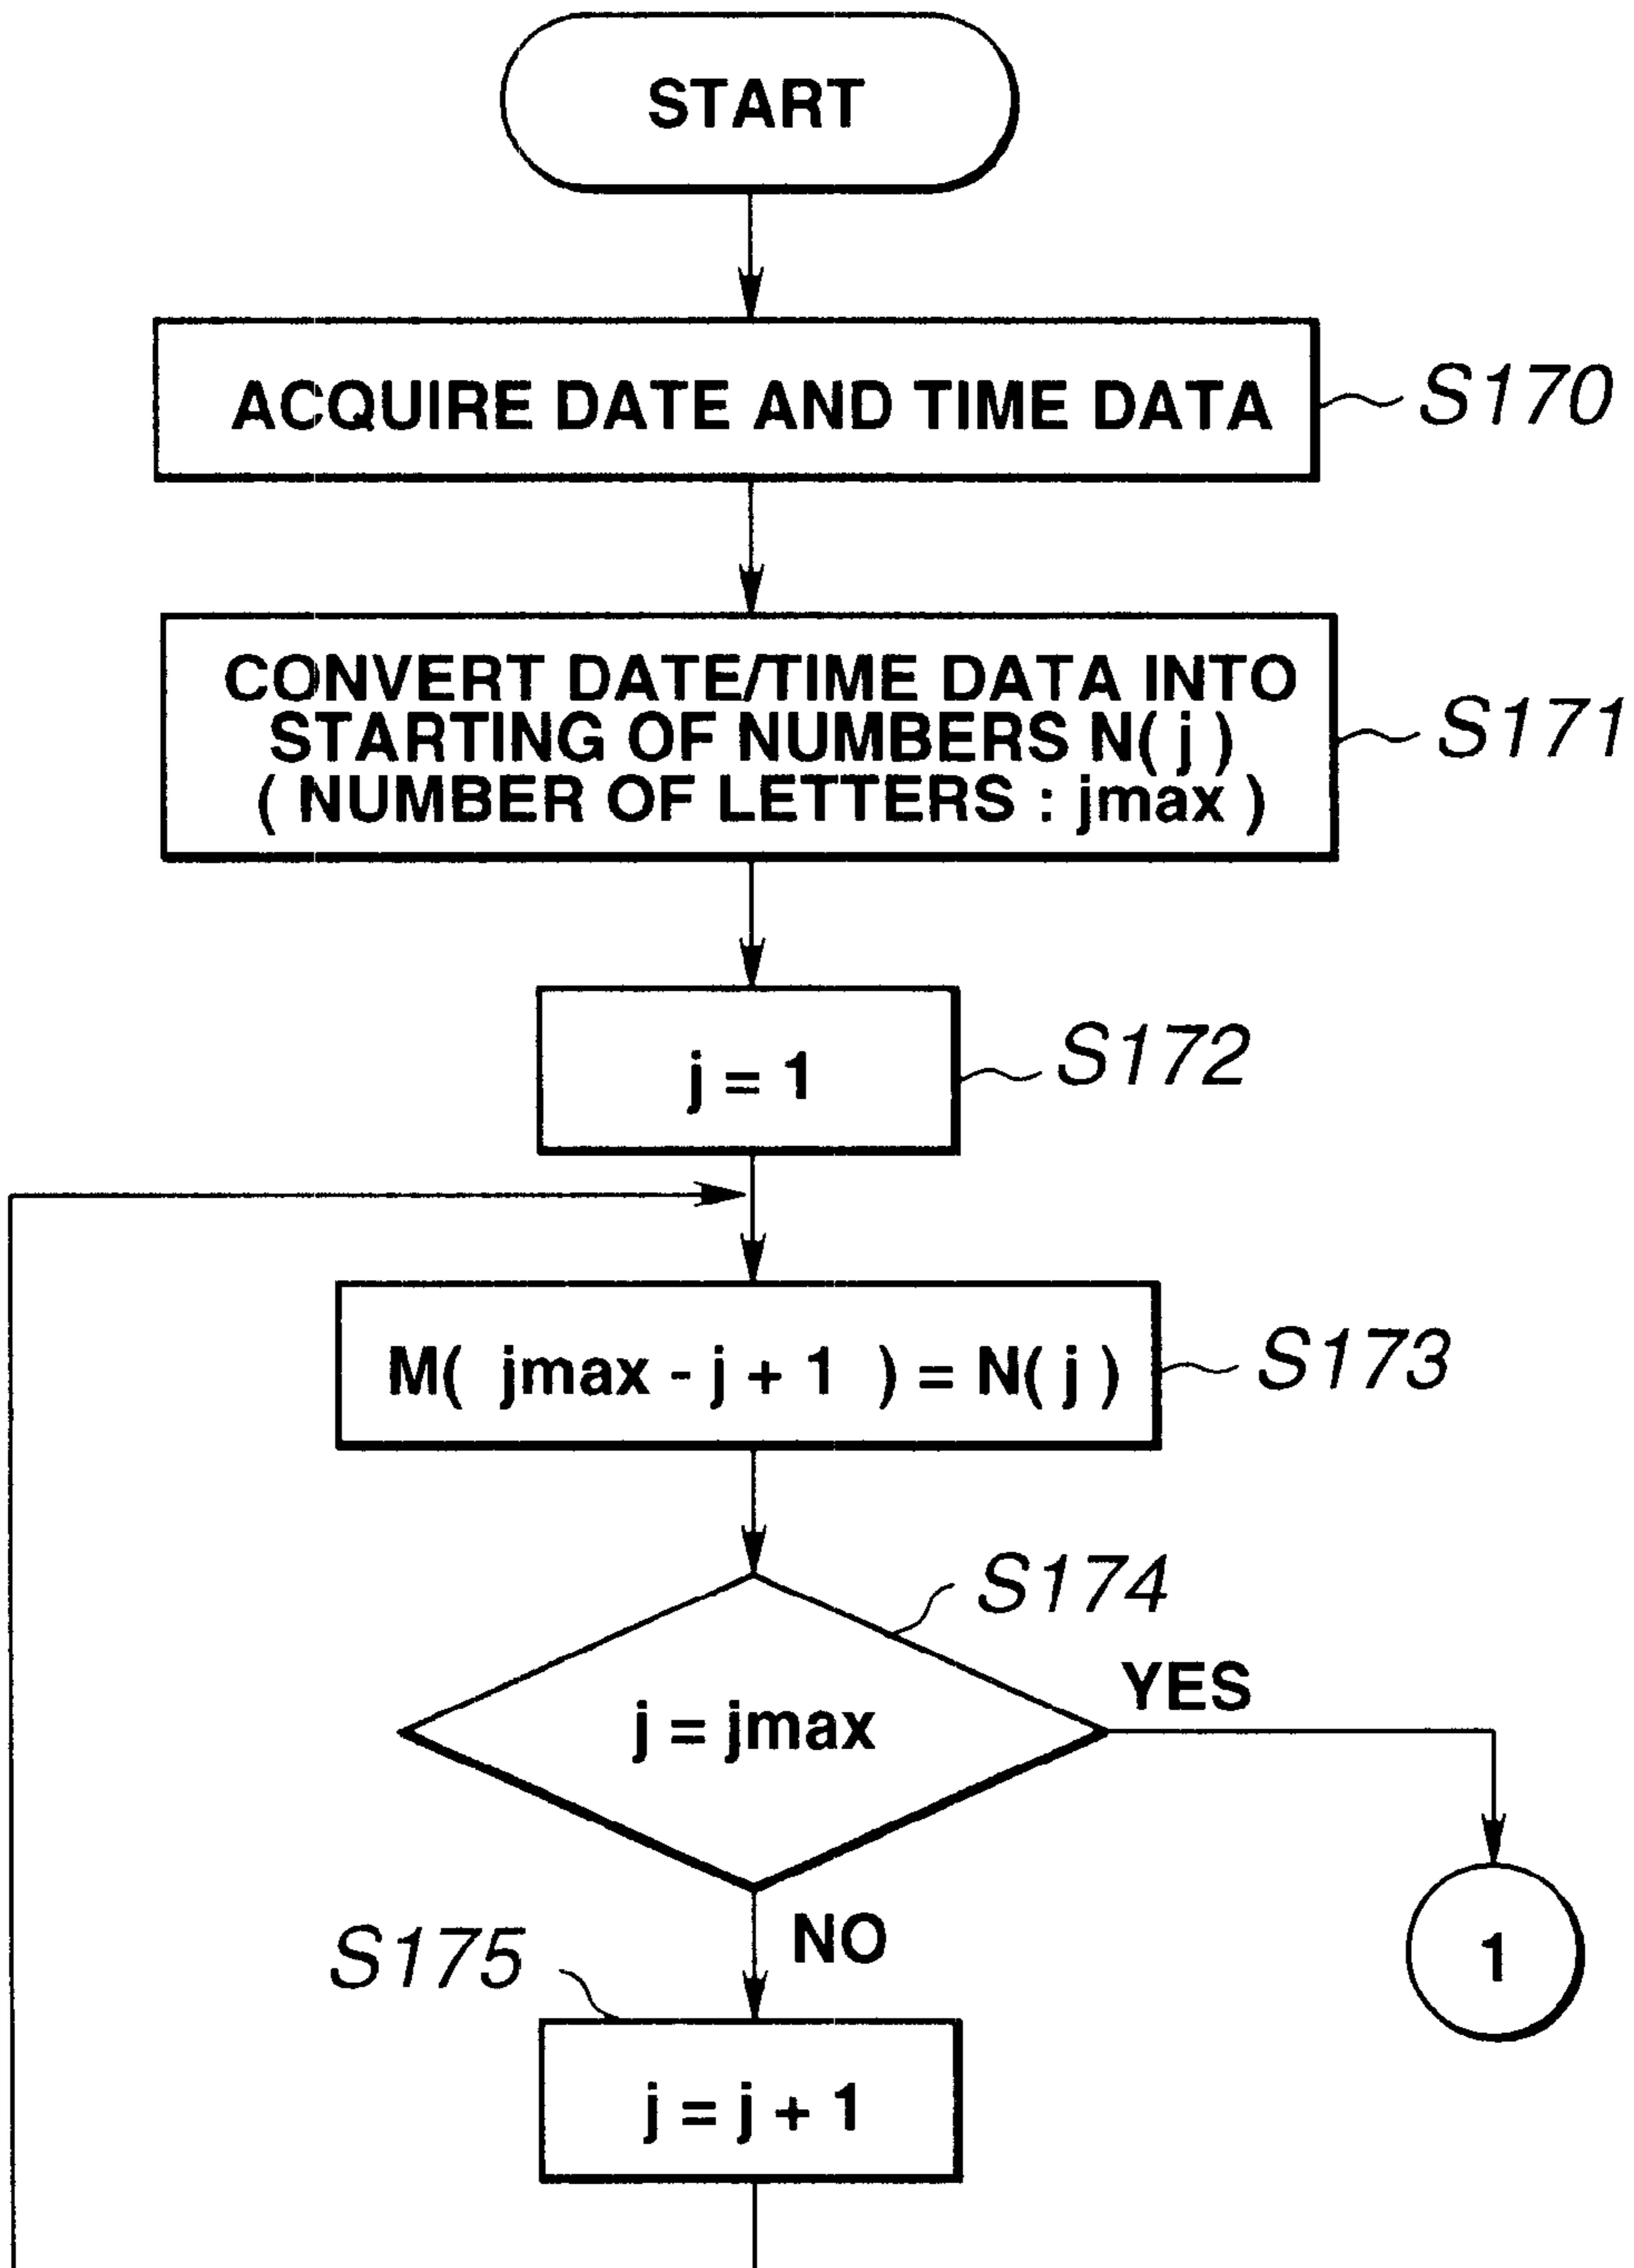 START
ACQUIRE DATE AND TIME DATA
S170
CONVERT DATE/TIME DATA INTO
STARTING OF NUMBERS N( j )
( NUMBER OF LETTERS : jmax )
S171
j = 1
S172
M( jmax - j + 1 ) = N( j )
S173
S174
j = jmax
YES
1
NO
S175
j = j + 1